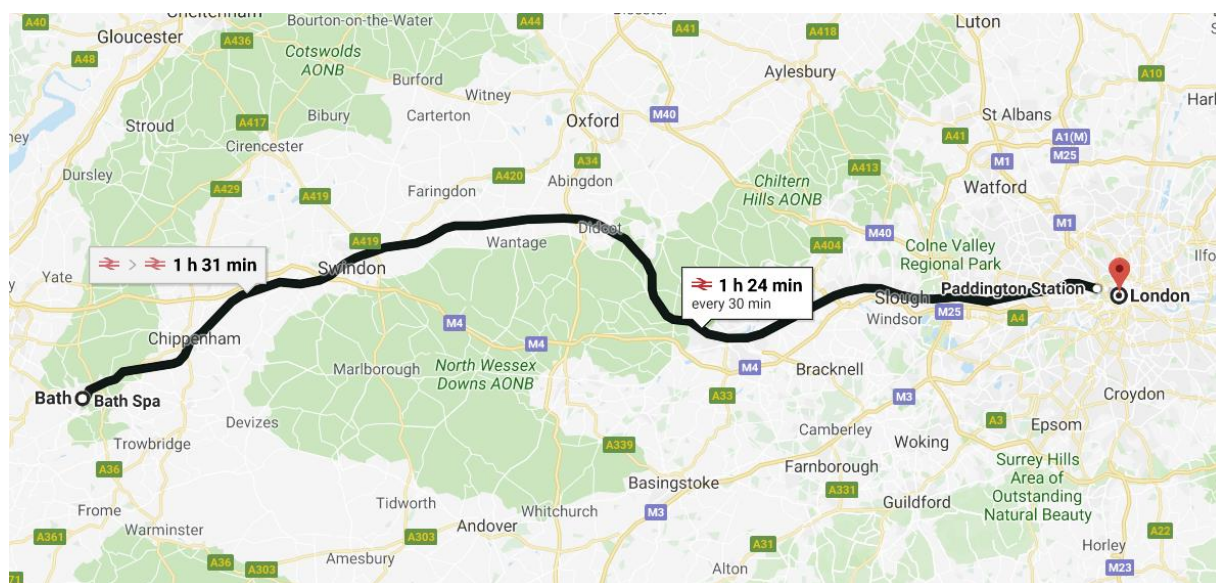 Cheltenham
Bourton-on-the-Water
A44
A41
Luton
A40
Gloucester
A436
A418
A48
Cotswolds
AONB
Burford
Witney
Aylesbury
A10
Stroud
A417
Bibury
Carterton
Oxford
M40
St Albans
A1(M)
Cirencester
A34
A41
M1
M25
Dursley
A429
A419
Faringdon
A420
Abingdon
A413
Watford
Chiltern
Hills AONB
M1
A419
Wantage
Didcot
M40
A404
Colne Valley
Regional Park
Yate
> 1 h 31 min
Swindon
1 h 24 min
every 30 min
Slough
Paddington Station
London
Windsor
M25
A4
Chippenham
M4
M4
North Wessex
Downs AONB
Marlborough
M4
Bracknell
Bath
Bath Spa
A33
M3
Croydon
M23
Devizes
Trowbridge
Camberley
A3
Epsom
A36
A339
Woking
Farnborough
Surrey Hills
Area of
Outstanding
Natural Beauty
Basingstoke
A331
Guildford
Frome
Tidworth
Whitchurch
M3
Andover
A361
Warminster
A303
A22
Amesbury
A31
Horley
A36
A303
Alton
M23